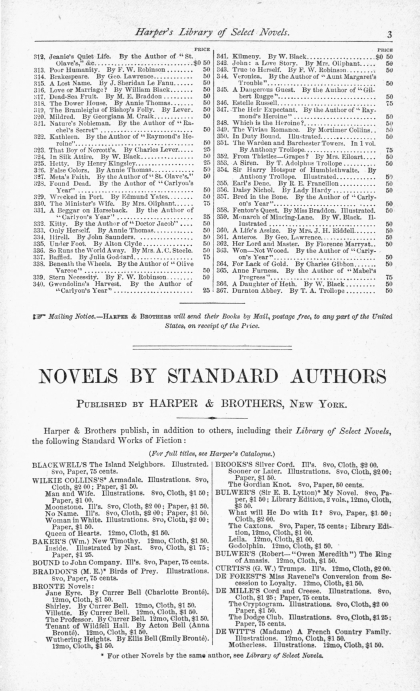 Harper's Library of Select Novels. 3
PRICE
312. Jeanie's Quiet Life. By the Author of "St.
Olave's," &c. $0 50
313. Poor Humanity. By F. W. Robinson 50
314. Brakespeare. By Geo. Lawrence 50
315. A Lost Name. By J. Sheridan Le Fanu. 50
316. Love or Marriage? By William Black 50
317. Dead-Sea Fruit. By M. E. Braddon 50
318. The Dower House. By Annie Thomas 50
319. The Bramleighs of Bishop's Folly. By Lever. 50
320. Mildred. By Georgiana M. Craik 50
321. Nature's Nobleman. By the Author of "Rachel's
Secret" 50
322. Kathleen. By the Author of "Raymond's Heroine"
50
323. That Boy of Norcott's. By Charles Lever 25
324. In Silk Attire. By W. Black 50
325. Hetty. By Henry Kingsley 25
326. False Colors. By Annie Thomas 50
327. Meta's Faith. By the Author of "St. Olave's." 50
328. Found Dead. By the Author of "Carlyon's
Year" 50
329. Wrecked in Port. By Edmund Yates 50
330. The Minister's Wife. By Mrs. Oliphant 75
331. A Beggar on Horseback. By the Author of
"Carlyon's Year" 35
332. Kitty. By the Author of "Doctor Jacob" 50
333. Only Herself. By Annie Thomas 50
334. Hirell. By John Saunders 50
335. Under Foot. By Alton Clyde 50
336. So Runs the World Away. By Mrs. A. C. Steele. 50
337. Baffled. By Julia Goddard 75
338. Beneath the Wheels. By the Author of "Olive
Varcoe" 50
339. Stern Necessity. By F. W. Robinson 50
340. Gwendoline's Harvest. By the Author of
"Carlyon's Year" 25
PRICE
341. Kilmeny. By W. Black $0 50
342. John: a Love Story. By Mrs. Oliphant 50
343. True to Herself. By F. W. Robinson 50
344. Veronica. By the Author of "Aunt Margaret's
Trouble" 50
345. A Dangerous Guest. By the Author of "Gilbert
Rugge" 50
346. Estelle Russell 75
347. The Heir Expectant. By the Author of "Raymond's
Heroine" 50
348. Which is the Heroine? 50
349. The Vivian Romance. By Mortimer Collins 50
350. In Duty Bound. Illustrated 50
351. The Warden and Barchester Towers. In 1 vol.
By Anthony Trollope 75
352. From Thistles—Grapes? By Mrs. Eiloart 50
353. A Siren. By T. Adolphus Trollope 50
354. Sir Harry Hotspur of Humblethwaite. By
Anthony Trollope. Illustrated 50
355. Earl's Dene. By R. E. Francillon 50
356. Daisy Nichol. By Lady Hardy 50
357. Bred in the Bone. By the Author of "Carlyon's
Year" 50
358. Fenton's Quest. By Miss Braddon. Illustrated. 50
359. Monarch of Mincing-Lane. By W. Black. Illustrated
50
360. A Life's Assize. By Mrs. J. H. Riddell 50
361. Anteros. By Geo. Lawrence 50
362. Her Lord and Master. By Florence Marryat 50
363. Won—Not Wooed. By the Author of "Carlyon's
Year" 50
364. For Lack of Gold. By Charles Gibbon 50
365. Anne Furness. By the Author of "Mabel's
Progress" 75
366. A Daughter of Heth. By W. Black 50
367. Durnton Abbey. By T. A. Trollope 50
☞ Mailing Notice.—HARPER & BROTHERS will send their Books by Mail, postage free, to any part of the United
States, on receipt of the Price.
NOVELS BY STANDARD AUTHORS
PUBLISHED BY HARPER & BROTHERS, NEW YORK.
Harper & Brothers publish, in addition to others, including their Library of Select Novels,
the following Standard Works of Fiction:
(For full titles, see Harper's Catalogue.)
BLACKWELL'S The Island Neighbors. Illustrated.
8vo, Paper, 75 cents.
WILKIE COLLINS'S* Armadale. Illustrations. 8vo,
Cloth, $2 00; Paper, $1 50.
Man and Wife. Illustrations. 8vo, Cloth, $1 50;
Paper, $1 00.
Moonstone. Ill's. 8vo, Cloth, $2 00; Paper, $1 50.
No Name. Ill's. 8vo, Cloth, $2 00; Paper, $1 50.
Woman in White. Illustrations. 8vo, Cloth, $2 00;
Paper, $1 50.
Queen of Hearts. 12mo, Cloth, $1 50.
BAKER'S (Wm.) New Timothy. 12mo, Cloth, $1 50.
Inside. Illustrated by Nast. 8vo, Cloth, $1 75;
Paper, $1 25.
BOUND to John Company. Ill's. 8vo, Paper, 75 cents.
BRADDON'S (M. E.)* Birds of Prey. Illustrations.
8vo, Paper, 75 cents.
BRONTÉ Novels:
Jane Eyre. By Currer Bell (Charlotte Bronté).
12mo, Cloth, $1 50.
Shirley. By Currer Bell. 12mo, Cloth, $1 50.
Villette. By Currer Bell. 12mo, Cloth, $1 50.
The Professor. By Currer Bell. 12mo, Cloth, $1 50.
Tenant of Wildfell Hall. By Acton Bell (Anna
Bronté). 12mo, Cloth, $1 50.
Wuthering Heights. By Ellis Bell (Emily Bronté).
12mo, Cloth, $1 50.
BROOKS'S Silver Cord. Ill's. 8vo, Cloth, $2 00.
Sooner or Later. Illustrations. 8vo, Cloth, $2 00;
Paper, $1 50.
The Gordian Knot. 8vo, Paper, 50 cents.
BULWER'S (Sir E. B. Lytton)* My Novel. 8vo, Paper,
$1 50; Library Edition, 2 vols., 12mo, Cloth,
$3 50.
What will He Do with It? 8vo, Paper, $1 50;
Cloth, $2 00.
The Caxtons. 8vo, Paper, 75 cents; Library Edition,
12mo, Cloth, $1 00.
Leila. 12mo, Cloth, $1 00.
Godolphin. 12mo, Cloth, $1 50.
BULWER'S (Robert—"Owen Meredith") The Ring
of Amasis. 12mo, Cloth, $1 50.
CURTIS'S (G. W.) Trumps. Ill's. 12mo, Cloth, $2 00.
DE FOREST'S Miss Ravenel's Conversion from Secession
to Loyalty. 12mo, Cloth, $1 50.
DE MILLE'S Cord and Creese. Illustrations. 8vo,
Cloth, $1 25; Paper, 75 cents.
The Cryptogram. Illustrations. 8vo, Cloth, $2 00
Paper, $1 50.
The Dodge Club. Illustrations. 8vo, Cloth, $1 25;
Paper, 75 cents.
DE WITT'S (Madame) A French Country Family.
Illustrations. 12mo, Cloth, $1 50.
Motherless. Illustrations. 12mo, Cloth, $1 50.
* For other Novels by the same author, see Library of Select Novels.